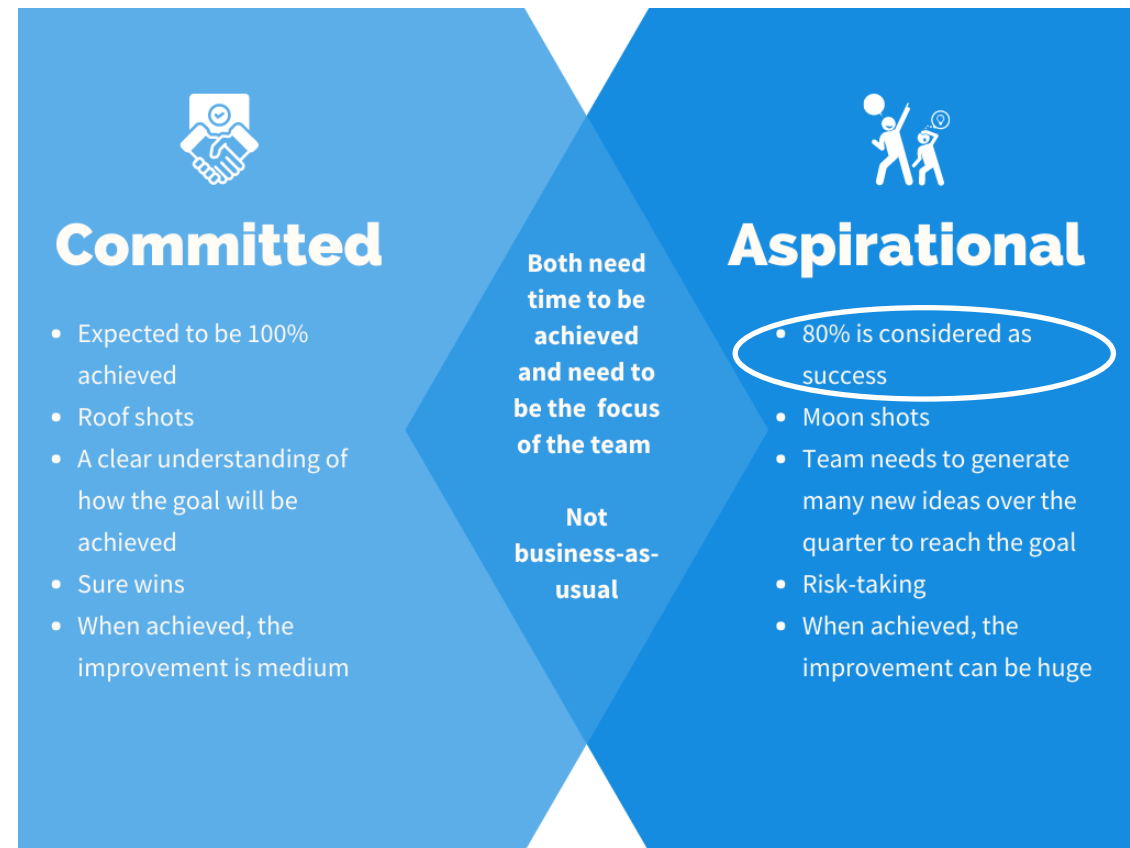 Committed
• Expected to be 100%
achieved
• Roof shots
• A clear understanding of
how the goal will be
achieved
• Sure wins
• When achieved, the
improvement is medium
Both need
time to be
achieved
and need to
be the focus
of the team
Not
business-as-
usual
Aspirational
• 80% is considered as
success
• Moon shots
• Team needs to generate
many new ideas over the
quarter to reach the goal
• Risk-taking
• When achieved, the
improvement can be huge